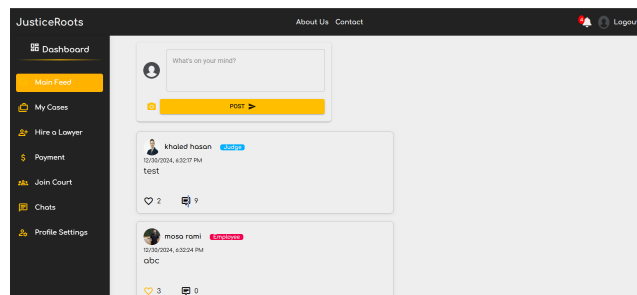 JusticeRoots
About Us Contact
4
Logout
Dashboard
Main Feed
My Cases
Hire a Lawyer
Payment
Join Court
Chats
Profile Settings
What's on your mind?
POST
khaled hasan Judge
12/30/2024, 6:32:17 PM
test
2 9
mosa rami Employee
12/30/2024, 6:32:24 PM
abc
3 0